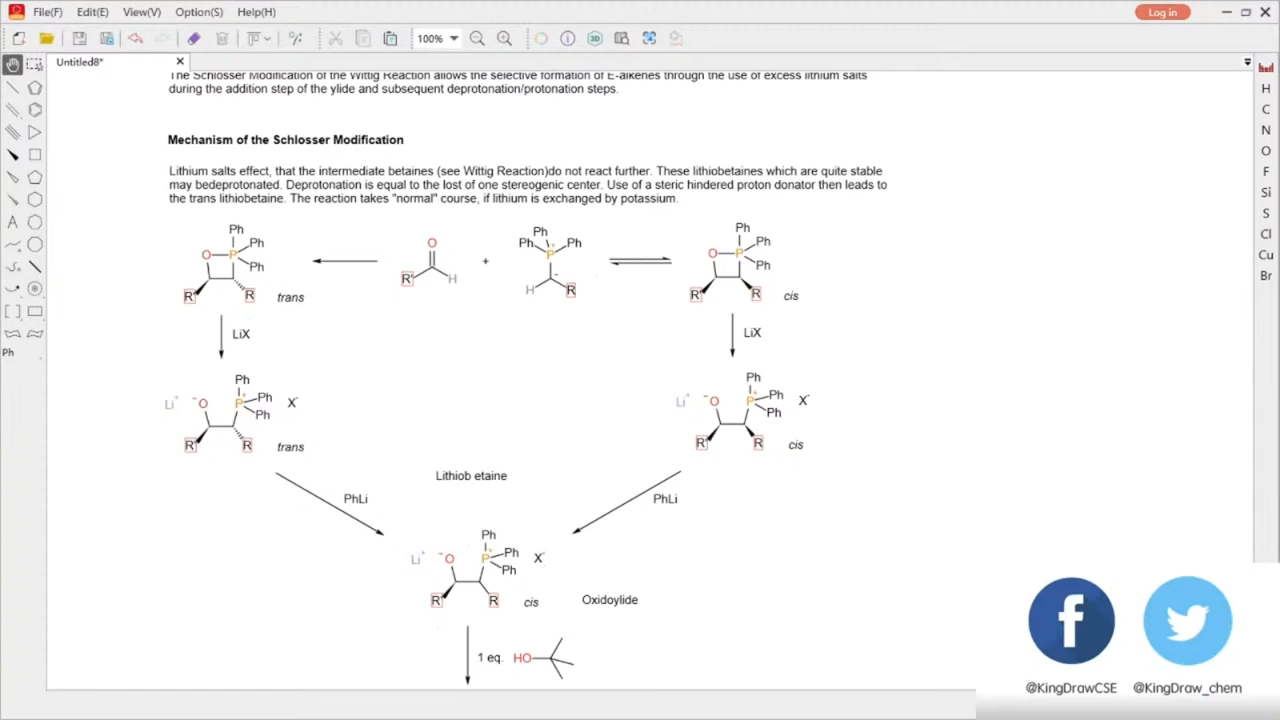 File(F) Edit(E) View(V) Option(S) Help(H) Log in
100%
Untitled8*
The Schlosser Modification of the Wittig Reaction allows the selective formation of E-alkenes through the use of excess lithium salts
during the addition step of the ylide and subsequent deprotonation/protonation steps.
Mechanism of the Schlosser Modification
Lithium salts effect, that the intermediate betaines (see Wittig Reaction)do not react further. These lithiobetaines which are quite stable
may bedeprotonated. Deprotonation is equal to the lost of one stereogenic center. Use of a steric hindered proton donator then leads to
the trans lithiobetaine. The reaction takes "normal" course, if lithium is exchanged by potassium.
Ph Ph Ph O P R' R trans
O R' H
+
Ph Ph Ph P+ - H R
Ph Ph Ph O P R' R cis
LiX LiX
Li+ -O Ph P+ Ph Ph X- R' R trans
Li+ -O Ph P+ Ph Ph X- R' R cis
Lithiob etaine
PhLi PhLi
Li+ -O Ph P+ Ph Ph X- R' R cis
Oxidoylide
1 eq. HO
A
Ph
H
C
N
O
F
Si
S
Cl
Cu
Br
f
@KingDrawCSE @KingDraw_chem